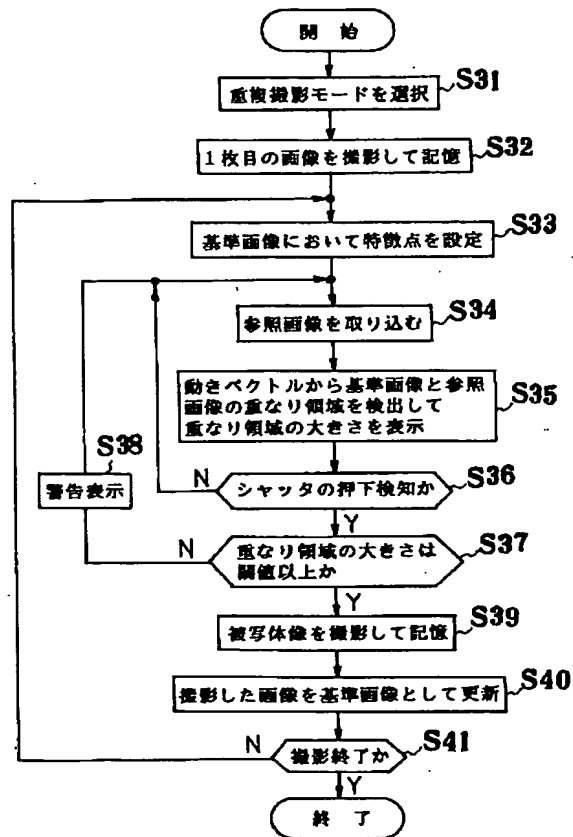 開 始
重複撮影モードを選択
S31
1枚目の画像を撮影して記憶
S32
基準画像において特徴点を設定
S33
参照画像を取り込む
S34
動きベクトルから基準画像と参照
画像の重なり領域を検出して
重なり領域の大きさを表示
S35
S38
警告表示
N
シャッタの押下検知か
S36
Y
N
重なり領域の大きさは
閾値以上か
S37
Y
被写体像を撮影して記憶
S39
撮影した画像を基準画像として更新
S40
N
撮影終了か
S41
Y
終 了